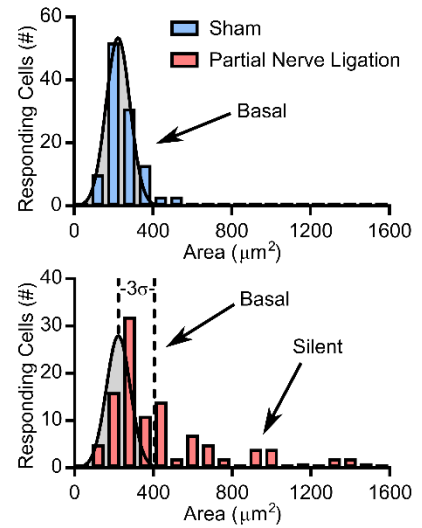 60
Sham
Partial Nerve Ligation
40
Basal
20
0
Responding Cells (#)
0 400 800 1200 1600
Area (μm²)
40
-3σ-
Basal
30
Silent
20
10
0
Responding Cells (#)
0 400 800 1200 1600
Area (μm²)